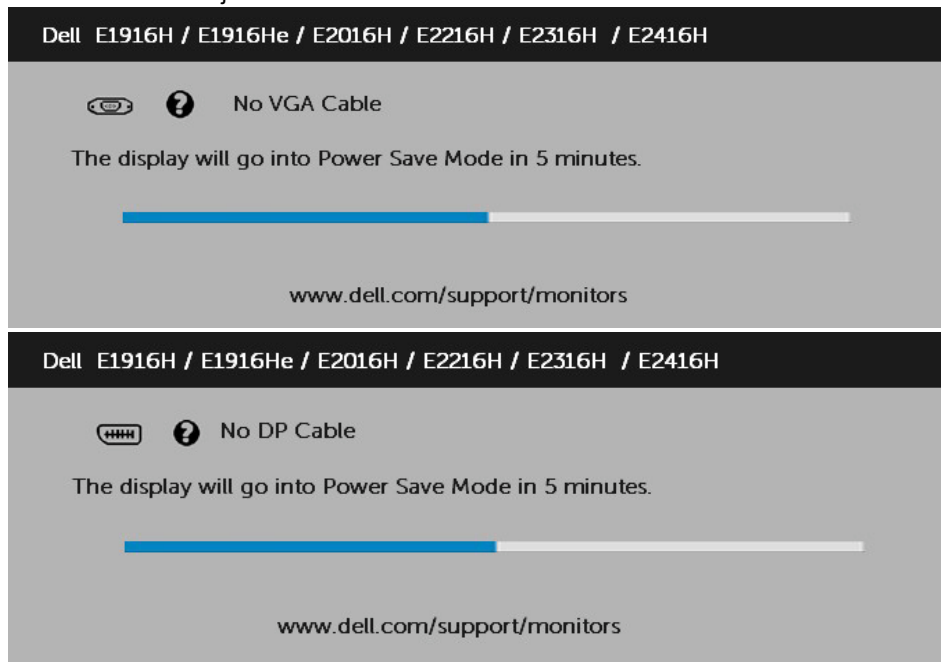 Dell E1916H / E1916He / E2016H / E2216H / E2316H / E2416H
No VGA Cable
The display will go into Power Save Mode in 5 minutes.
www.dell.com/support/monitors
Dell E1916H / E1916He / E2016H / E2216H / E2316H / E2416H
No DP Cable
The display will go into Power Save Mode in 5 minutes.
www.dell.com/support/monitors